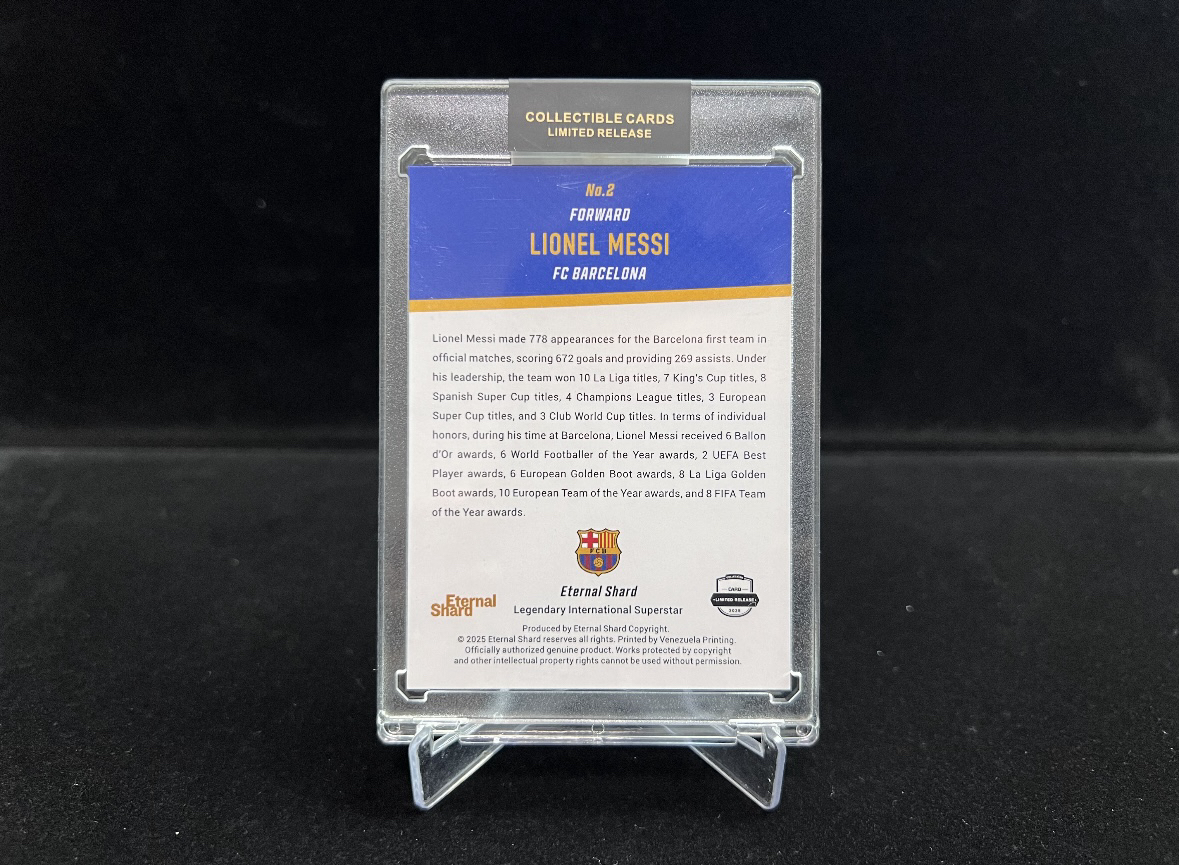 COLLECTIBLE CARDS
LIMITED RELEASE
No.2
FORWARD
LIONEL MESSI
FC BARCELONA
Lionel Messi made 778 appearances for the Barcelona first team in
official matches, scoring 672 goals and providing 269 assists. Under
his leadership, the team won 10 La Liga titles, 7 King's Cup titles, 8
Spanish Super Cup titles, 4 Champions League titles, 3 European
Super Cup titles, and 3 Club World Cup titles. In terms of individual
honors, during his time at Barcelona, Lionel Messi received 6 Ballon
d'Or awards, 6 World Footballer of the Year awards, 2 UEFA Best
Player awards, 6 European Golden Boot awards, 8 La Liga Golden
Boot awards, 10 European Team of the Year awards, and 8 FIFA Team
of the Year awards.
FCB
Eternal Shard
Legendary International Superstar
Eternal
Shard
CARD
LIMITED RELEASE
Produced by Eternal Shard Copyright.
© 2025 Eternal Shard reserves all rights. Printed by Venezuela Printing.
Officially authorized genuine product. Works protected by copyright
and other intellectual property rights cannot be used without permission.